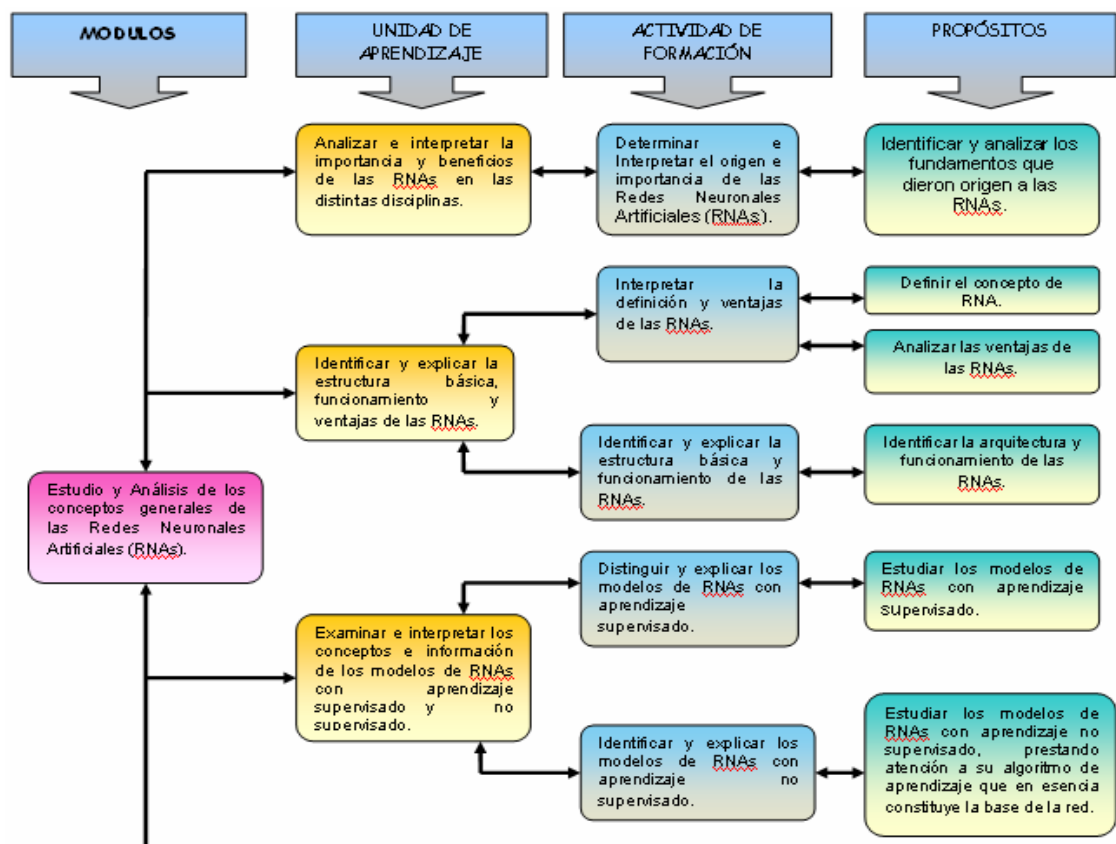 MODULOS
UNIDAD DE
APRENDIZAJE
ACTIVIDAD DE
FORMACIÓN
PROPÓSITOS
Analizar e interpretar la
importancia y beneficios
de las RNAs en las
distintas disciplinas.
Determinar e
Interpretar el origen e
importancia de las
Redes Neuronales
Artificiales (RNAs).
Identificar y analizar los
fundamentos que
dieron origen a las
RNAs.
Interpretar la
definición y ventajas
de las RNAs.
Definir el concepto de
RNA.
Analizar las ventajas de
las RNAs.
Identificar y explicar la
estructura básica,
funcionamiento y
ventajas de las RNAs.
Identificar y explicar la
estructura básica y
funcionamiento de las
RNAs.
Identificar la arquitectura y
funcionamiento de las
RNAs.
Estudio y Análisis de los
conceptos generales de
las Redes Neuronales
Artificiales (RNAs).
Distinguir y explicar los
modelos de RNAs con
aprendizaje
supervisado.
Estudiar los modelos de
RNAs con aprendizaje
supervisado.
Examinar e interpretar los
conceptos e información
de los modelos de RNAs
con aprendizaje
supervisado y no
supervisado.
Identificar y explicar los
modelos de RNAs con
aprendizaje no
supervisado.
Estudiar los modelos de
RNAs con aprendizaje no
supervisado, prestando
atención a su algoritmo de
aprendizaje que en esencia
constituye la base de la red.